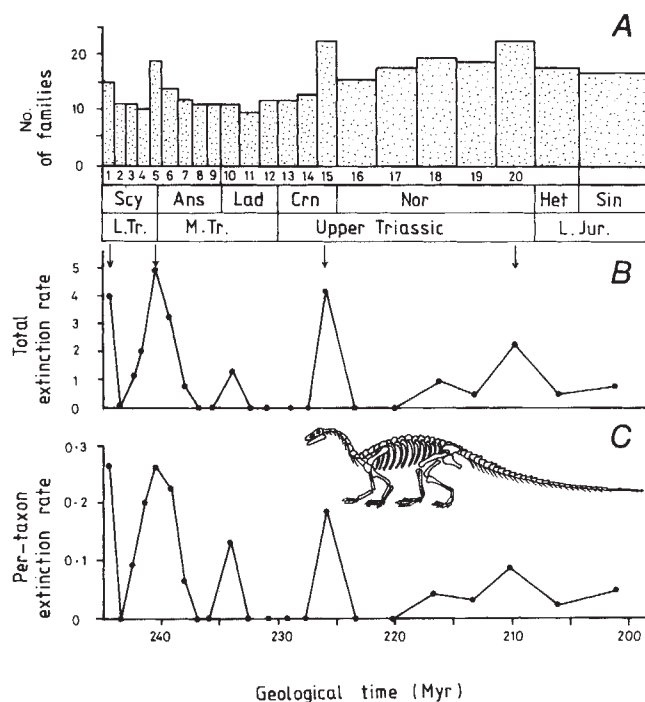 A
No. of families
20
10
0
1 2 3 4 5 6 7 8 9 10 11 12 13 14 15 16 17 18 19 20
Scy Ans Lad Crn Nor Het Sin
L.Tr. M.Tr. Upper Triassic L. Jur.
B
Total extinction rate
5
4
3
2
1
0
C
Per-taxon extinction rate
0·3
0·2
0·1
0
240 230 220 210 200
Geological time (Myr)